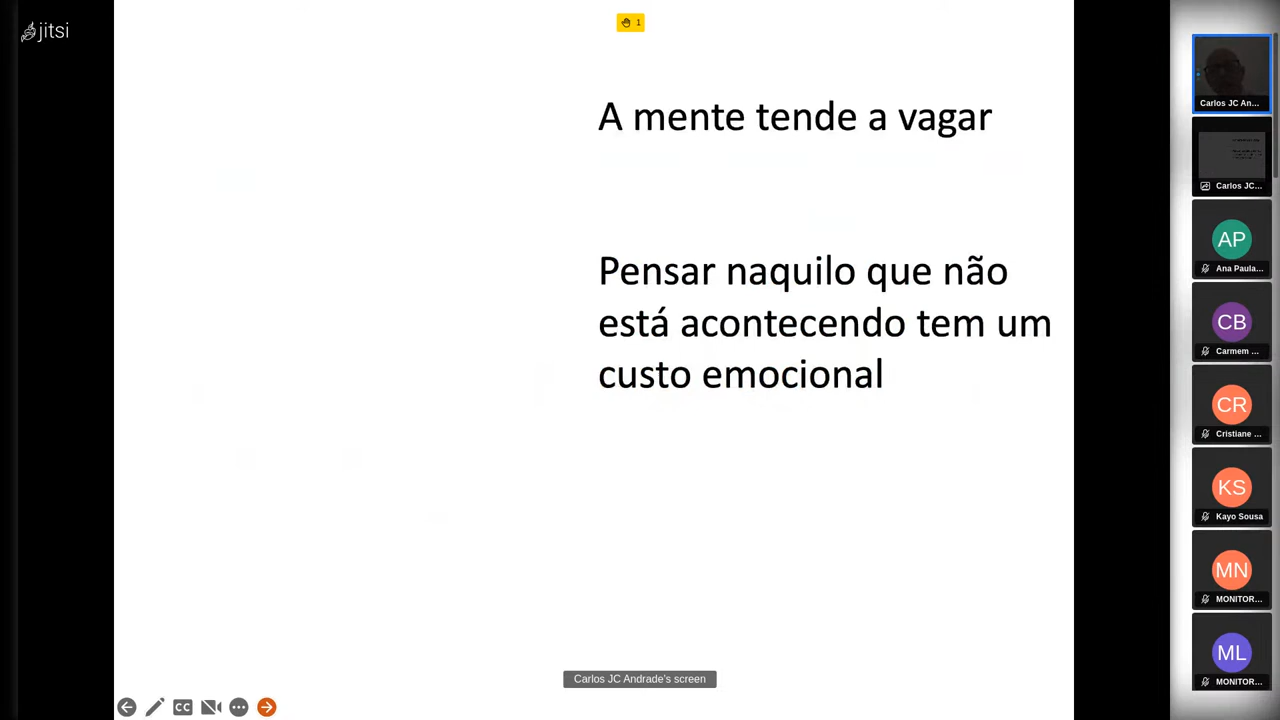 jitsi
1
A mente tende a vagar
Pensar naquilo que não
está acontecendo tem um
custo emocional
Carlos JC Andrade's screen
CC
Carlos JC An...
Carlos JC...
AP
Ana Paula...
CB
Carmem ...
CR
Cristiane ...
KS
Kayo Sousa
MN
MONITOR...
ML
MONITOR...